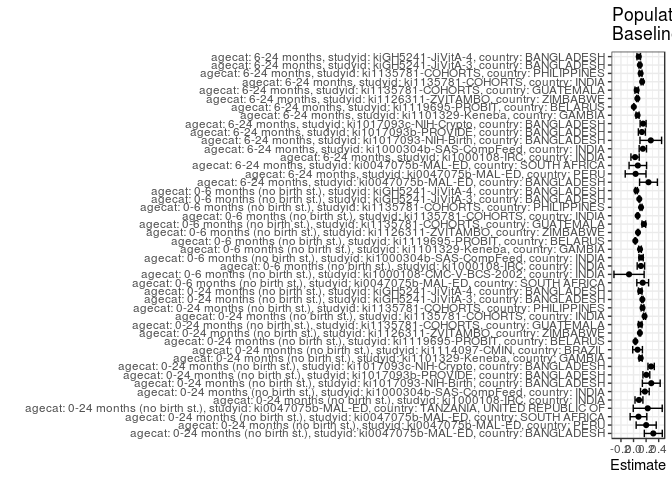 Populat
Baseline
agecat: 6-24 months, studyid: kiGH5241-JiVitA-4, country: BANGLADESH
agecat: 6-24 months, studyid: kiGH5241-JiVitA-3, country: BANGLADESH
agecat: 6-24 months, studyid: ki1135781-COHORTS, country: PHILIPPINES
agecat: 6-24 months, studyid: ki1135781-COHORTS, country: INDIA
agecat: 6-24 months, studyid: ki1135781-COHORTS, country: GUATEMALA
agecat: 6-24 months, studyid: ki1126311-ZVITAMBO, country: ZIMBABWE
agecat: 6-24 months, studyid: ki1119695-PROBIT, country: BELARUS
agecat: 6-24 months, studyid: ki1101329-Keneba, country: GAMBIA
agecat: 6-24 months, studyid: ki1017093c-NIH-Crypto, country: BANGLADESH
agecat: 6-24 months, studyid: ki1017093b-PROVIDE, country: BANGLADESH
agecat: 6-24 months, studyid: ki1017093-NIH-Birth, country: BANGLADESH
agecat: 6-24 months, studyid: ki1000304b-SAS-CompFeed, country: INDIA
agecat: 6-24 months, studyid: ki1000108-IRC, country: INDIA
agecat: 6-24 months, studyid: ki0047075b-MAL-ED, country: SOUTH AFRICA
agecat: 6-24 months, studyid: ki0047075b-MAL-ED, country: PERU
agecat: 6-24 months, studyid: ki0047075b-MAL-ED, country: BANGLADESH
agecat: 0-6 months (no birth st.), studyid: kiGH5241-JiVitA-4, country: BANGLADESH
agecat: 0-6 months (no birth st.), studyid: kiGH5241-JiVitA-3, country: BANGLADESH
agecat: 0-6 months (no birth st.), studyid: ki1135781-COHORTS, country: PHILIPPINES
agecat: 0-6 months (no birth st.), studyid: ki1135781-COHORTS, country: INDIA
agecat: 0-6 months (no birth st.), studyid: ki1135781-COHORTS, country: GUATEMALA
agecat: 0-6 months (no birth st.), studyid: ki1126311-ZVITAMBO, country: ZIMBABWE
agecat: 0-6 months (no birth st.), studyid: ki1119695-PROBIT, country: BELARUS
agecat: 0-6 months (no birth st.), studyid: ki1101329-Keneba, country: GAMBIA
agecat: 0-6 months (no birth st.), studyid: ki1000304b-SAS-CompFeed, country: INDIA
agecat: 0-6 months (no birth st.), studyid: ki1000108-IRC, country: INDIA
agecat: 0-6 months (no birth st.), studyid: ki1000108-CMC-V-BCS-2002, country: INDIA
agecat: 0-6 months (no birth st.), studyid: ki0047075b-MAL-ED, country: SOUTH AFRICA
agecat: 0-24 months (no birth st.), studyid: kiGH5241-JiVitA-4, country: BANGLADESH
agecat: 0-24 months (no birth st.), studyid: kiGH5241-JiVitA-3, country: BANGLADESH
agecat: 0-24 months (no birth st.), studyid: ki1135781-COHORTS, country: PHILIPPINES
agecat: 0-24 months (no birth st.), studyid: ki1135781-COHORTS, country: INDIA
agecat: 0-24 months (no birth st.), studyid: ki1135781-COHORTS, country: GUATEMALA
agecat: 0-24 months (no birth st.), studyid: ki1126311-ZVITAMBO, country: ZIMBABWE
agecat: 0-24 months (no birth st.), studyid: ki1119695-PROBIT, country: BELARUS
agecat: 0-24 months (no birth st.), studyid: ki1114097-CMIN, country: BRAZIL
agecat: 0-24 months (no birth st.), studyid: ki1101329-Keneba, country: GAMBIA
agecat: 0-24 months (no birth st.), studyid: ki1017093c-NIH-Crypto, country: BANGLADESH
agecat: 0-24 months (no birth st.), studyid: ki1017093b-PROVIDE, country: BANGLADESH
agecat: 0-24 months (no birth st.), studyid: ki1017093-NIH-Birth, country: BANGLADESH
agecat: 0-24 months (no birth st.), studyid: ki1000304b-SAS-CompFeed, country: INDIA
agecat: 0-24 months (no birth st.), studyid: ki1000108-IRC, country: INDIA
agecat: 0-24 months (no birth st.), studyid: ki0047075b-MAL-ED, country: TANZANIA, UNITED REPUBLIC OF
agecat: 0-24 months (no birth st.), studyid: ki0047075b-MAL-ED, country: SOUTH AFRICA
agecat: 0-24 months (no birth st.), studyid: ki0047075b-MAL-ED, country: PERU
agecat: 0-24 months (no birth st.), studyid: ki0047075b-MAL-ED, country: BANGLADESH
-0.2 0.0 0.2 0.4
Estimate